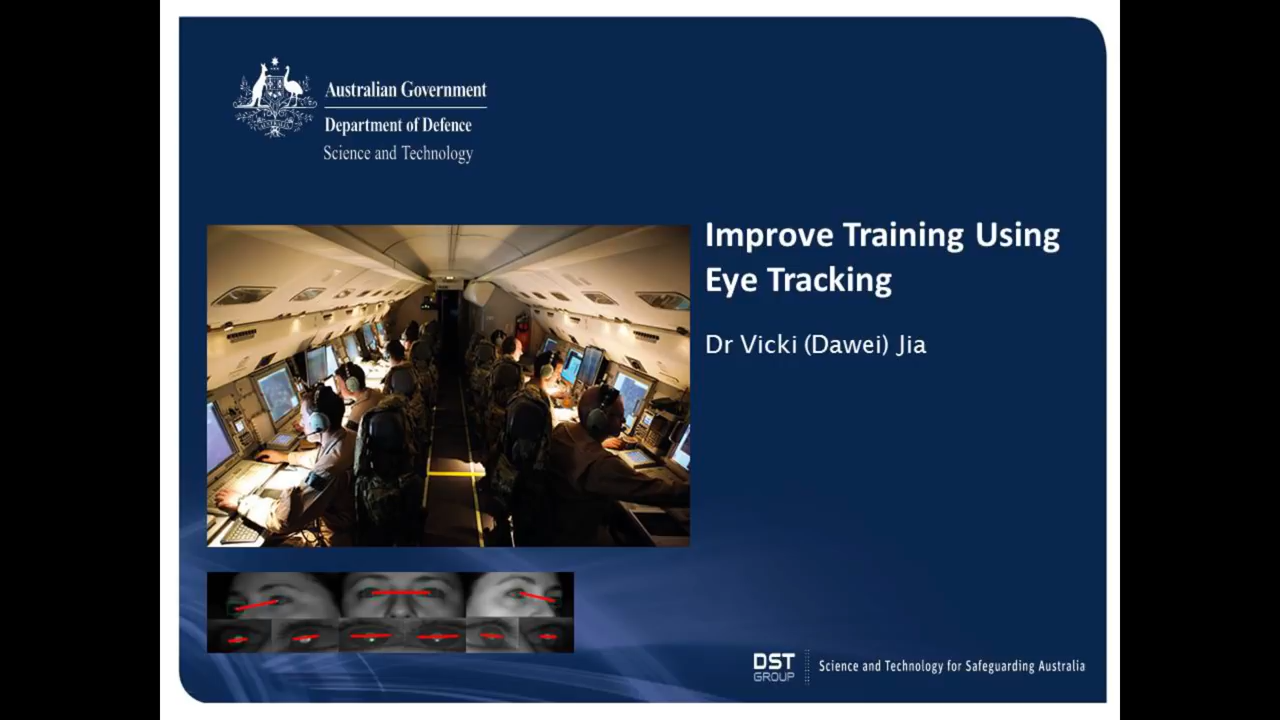 Australian Government
Department of Defence
Science and Technology
Improve Training Using
Eye Tracking
Dr Vicki (Dawei) Jia
DST
GROUP
Science and Technology for Safeguarding Australia